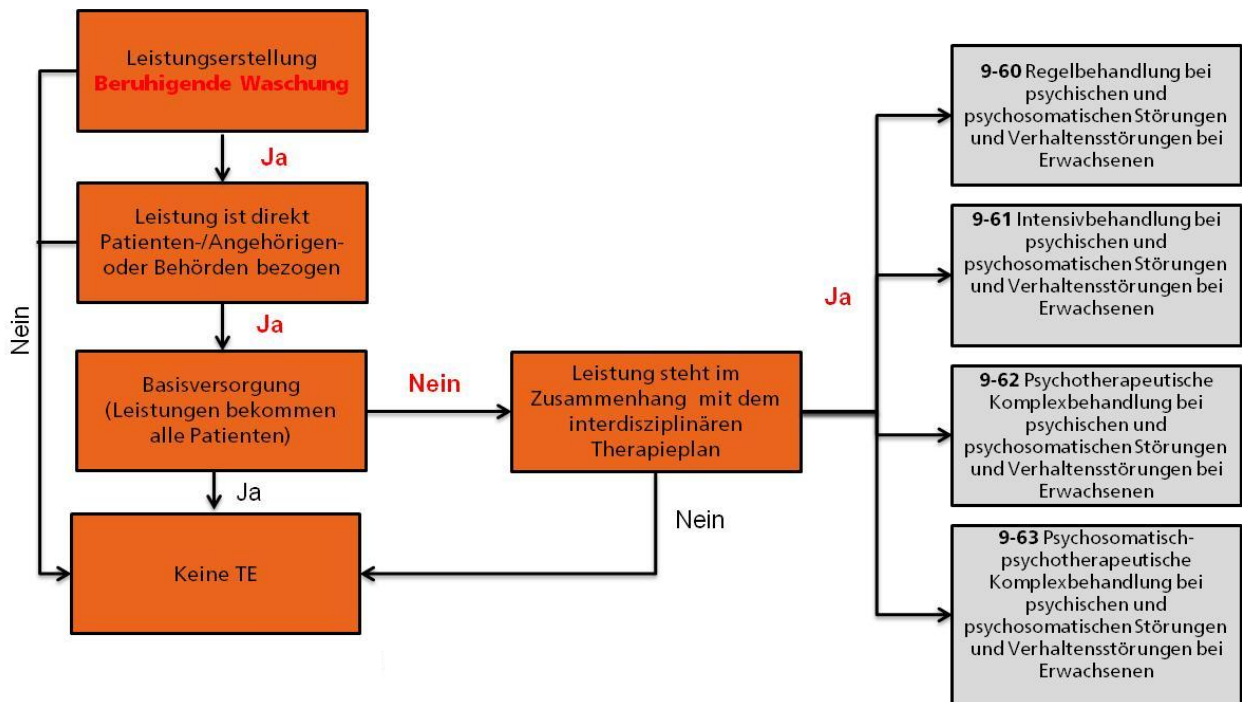 Leistungserstellung
Beruhigende Waschung
Ja
Leistung ist direkt
Patienten-/Angehörigen-
oder Behörden bezogen
Nein
Ja
Basisversorgung
(Leistungen bekommen
alle Patienten)
Nein
Ja
Keine TE
Leistung steht im
Zusammenhang mit dem
interdisziplinären
Therapieplan
Nein
Ja
9-60 Regelbehandlung bei
psychischen und
psychosomatischen Störungen
und Verhaltensstörungen bei
Erwachsenen
9-61 Intensivbehandlung bei
psychischen und
psychosomatischen Störungen
und Verhaltensstörungen bei
Erwachsenen
9-62 Psychotherapeutische
Komplexbehandlung bei
psychischen und
psychosomatischen Störungen
und Verhaltensstörungen bei
Erwachsenen
9-63 Psychosomatisch-
psychotherapeutische
Komplexbehandlung bei
psychischen und
psychosomatischen Störungen
und Verhaltensstörungen bei
Erwachsenen